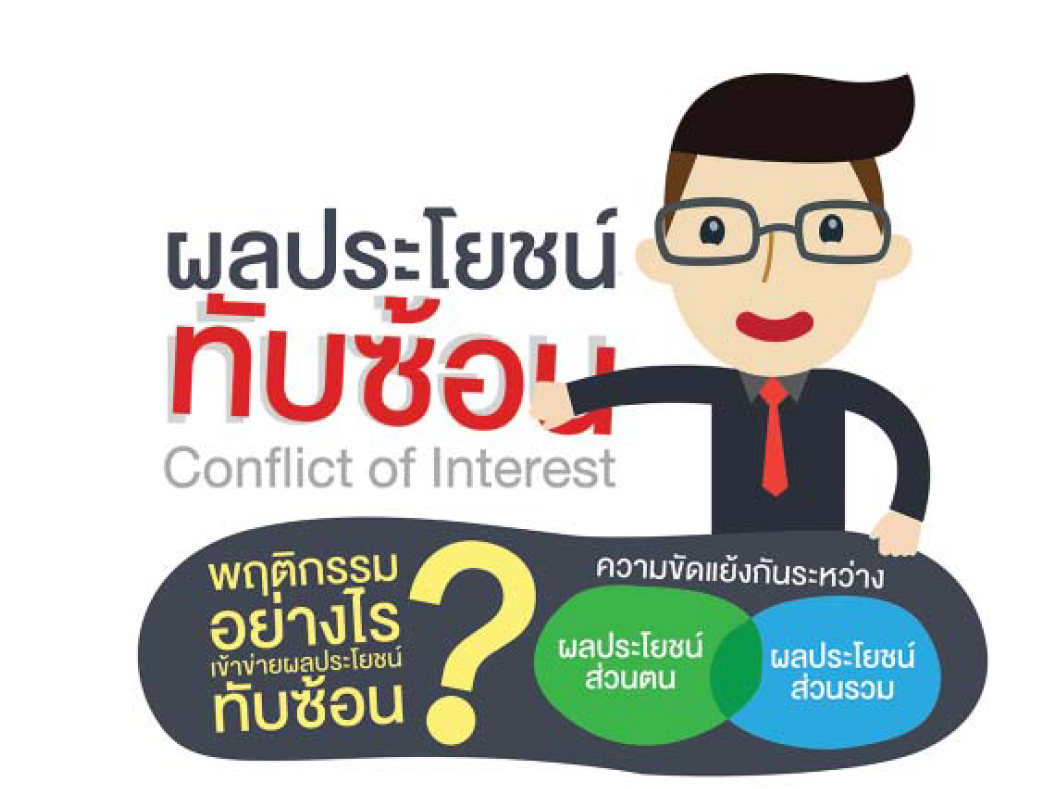 ผลประโยชน์
ทับซ้อน
Conflict of Interest
พฤติกรรม
อย่างไร
เข้าข่ายผลประโยชน์
ทับซ้อน
?
ความขัดแย้งกันระหว่าง
ผลประโยชน์
ส่วนตน
ผลประโยชน์
ส่วนรวม